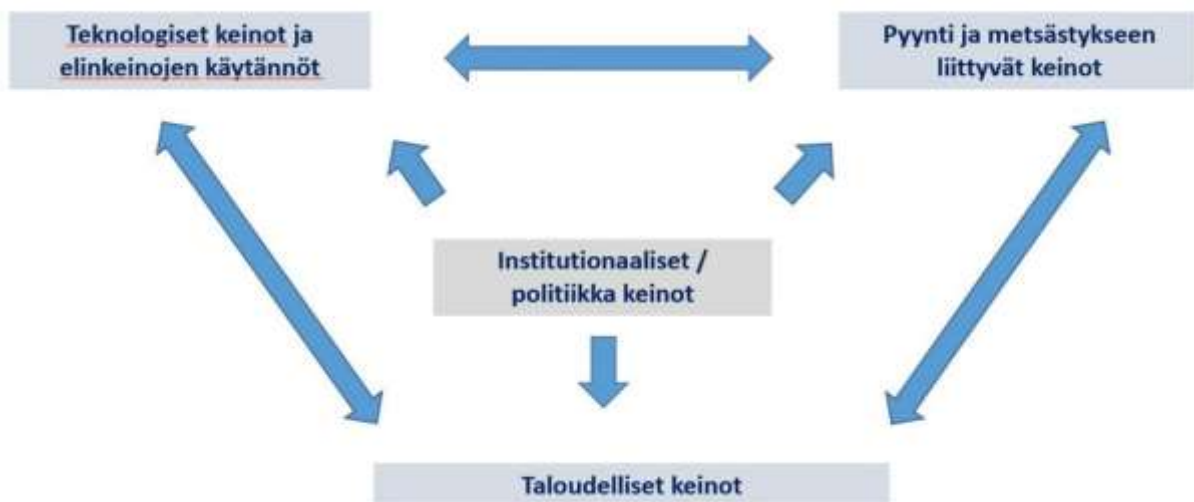 Teknologiset keinot ja
elinkeinojen käytännöt
Pyynti ja metsästykseen
liittyvät keinot
Institutionaaliset /
politiikka keinot
Taloudelliset keinot